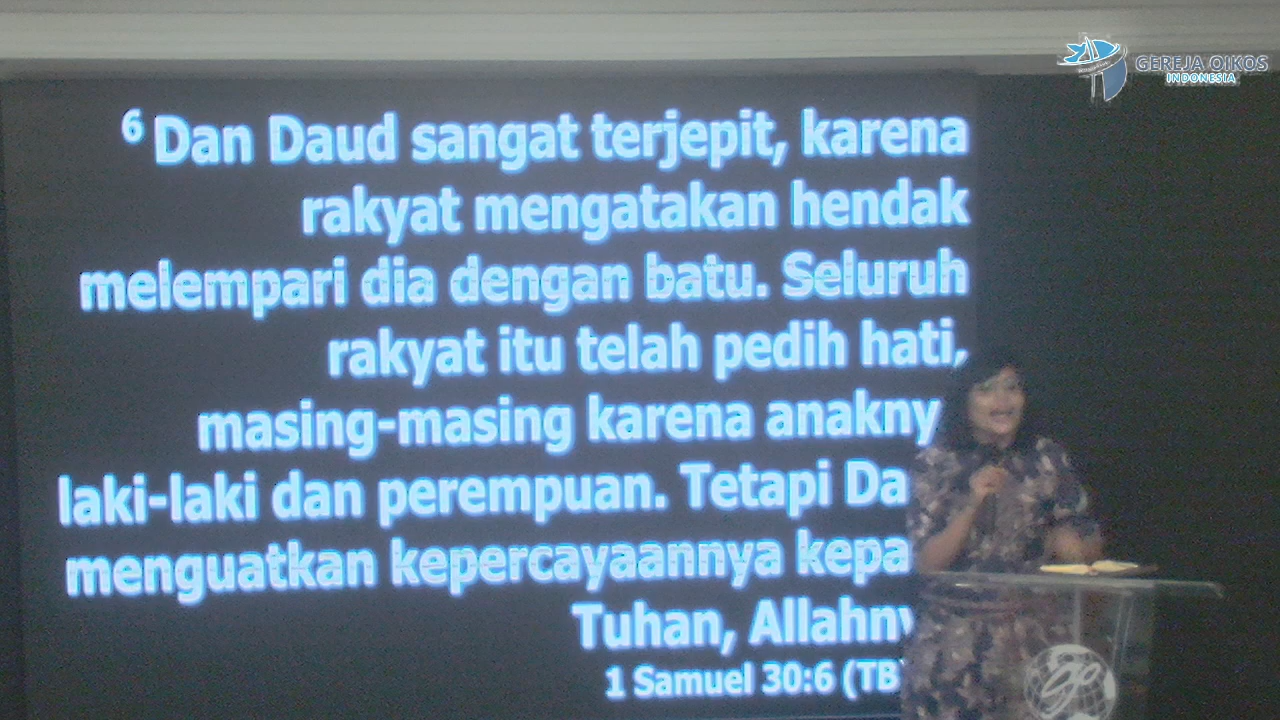 GEREJA OIKOS
INDONESIA
6 Dan Daud sangat terjepit, karena
rakyat mengatakan hendak
melempari dia dengan batu. Seluruh
rakyat itu telah pedih hati,
masing-masing karena anakny
laki-laki dan perempuan. Tetapi Da
menguatkan kepercayaannya kepa
Tuhan, Allahny
1 Samuel 30:6 (TB)